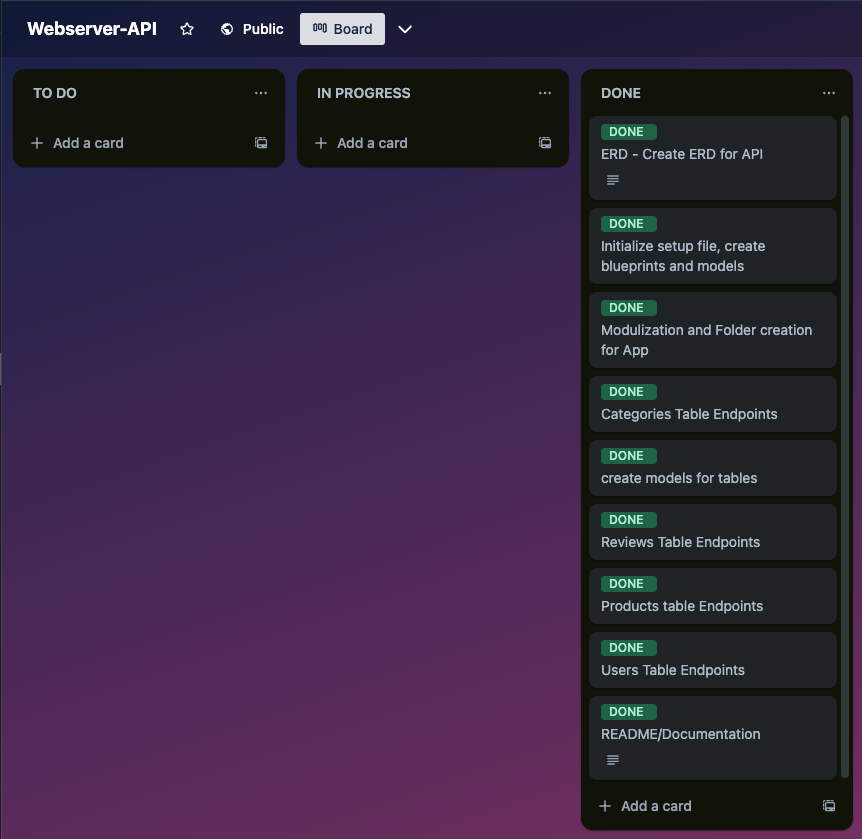 Webserver-API
Public
Board
TO DO
Add a card
IN PROGRESS
Add a card
DONE
DONE
ERD - Create ERD for API
DONE
Initialize setup file, create
blueprints and models
DONE
Modulization and Folder creation
for App
DONE
Categories Table Endpoints
DONE
create models for tables
DONE
Reviews Table Endpoints
DONE
Products table Endpoints
DONE
Users Table Endpoints
DONE
README/Documentation
Add a card